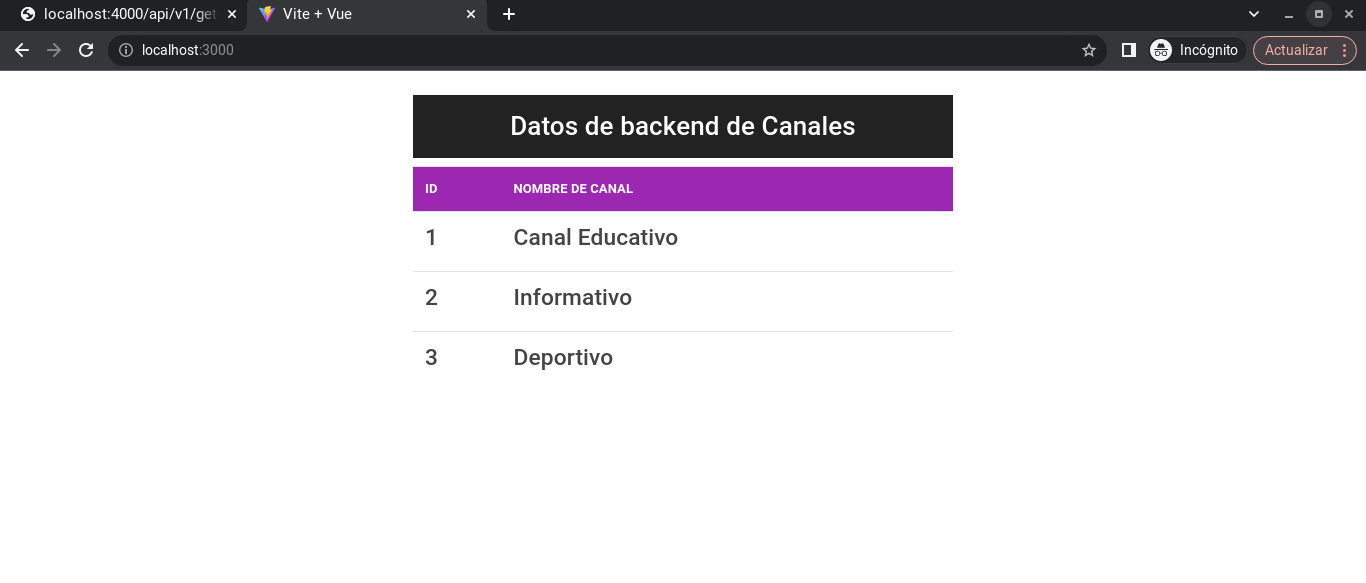 localhost:4000/api/v1/get
Vite + Vue
localhost:3000
Incógnito
Actualizar
Datos de backend de Canales
ID NOMBRE DE CANAL
1 Canal Educativo
2 Informativo
3 Deportivo